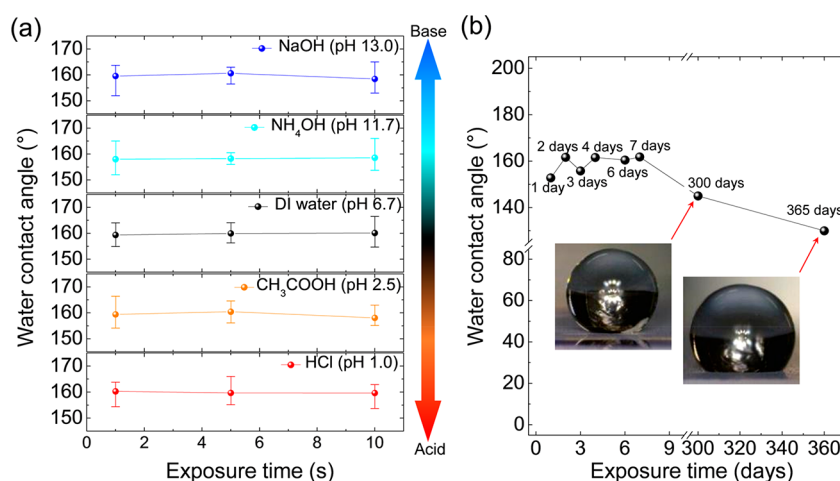 (a)
Water contact angle (°)
170
160
150
NaOH (pH 13.0)
170
160
150
NH4OH (pH 11.7)
170
160
150
DI water (pH 6.7)
170
160
150
CH3COOH (pH 2.5)
170
160
150
HCl (pH 1.0)
0 2 4 6 8 10
Exposure time (s)
Base
Acid
(b)
Water contact angle (°)
200
160
130
80
60
40
20
0
1 day
2 days
3 days
4 days
6 days
7 days
300 days
365 days
0 3 6 9 300 320 340 360
Exposure time (days)